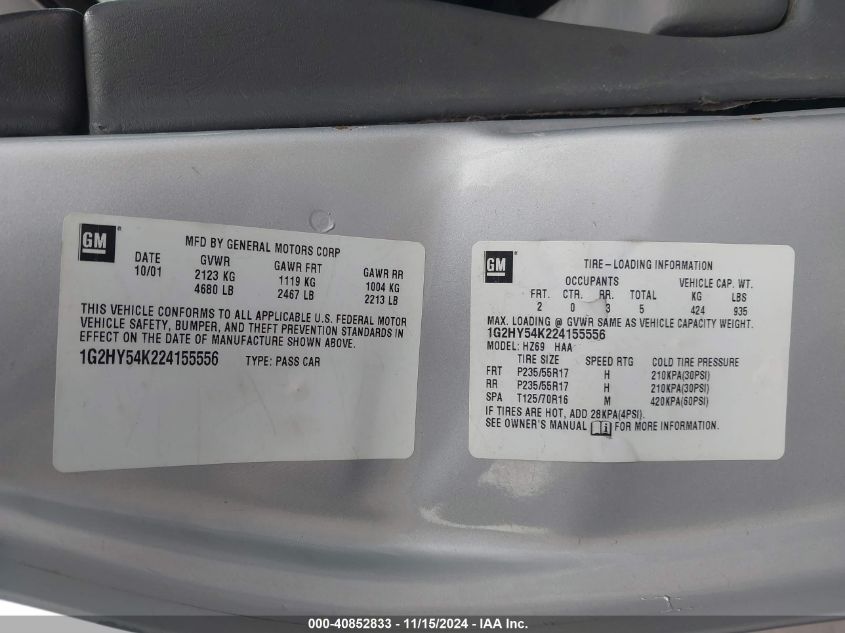 GM
MFD BY GENERAL MOTORS CORP
DATE GVWR GAWR FRT GAWR RR
10/01 2123 KG 1119 KG 1004 KG
4680 LB 2467 LB 2213 LB
THIS VEHICLE CONFORMS TO ALL APPLICABLE U.S. FEDERAL MOTOR
VEHICLE SAFETY, BUMPER, AND THEFT PREVENTION STANDARDS IN
EFFECT ON THE DATE OF MANUFACTURE SHOWN ABOVE.
1G2HY54K224155556 TYPE: PASS CAR
GM
TIRE-LOADING INFORMATION
OCCUPANTS VEHICLE CAP. WT.
FRT. CTR. RR. TOTAL KG LBS
2 0 3 5 424 935
MAX. LOADING @ GVWR SAME AS VEHICLE CAPACITY WEIGHT.
1G2HY54K224155556
MODEL: HZ69 HAA
TIRE SIZE SPEED RTG COLD TIRE PRESSURE
FRT P235/55R17 H 210KPA(30PSI)
RR P235/55R17 H 210KPA(30PSI)
SPA T125/70R16 M 420KPA(60PSI)
IF TIRES ARE HOT, ADD 28KPA(4PSI).
SEE OWNER'S MANUAL FOR MORE INFORMATION.
000-40852833 - 11/15/2024 - IAA Inc.